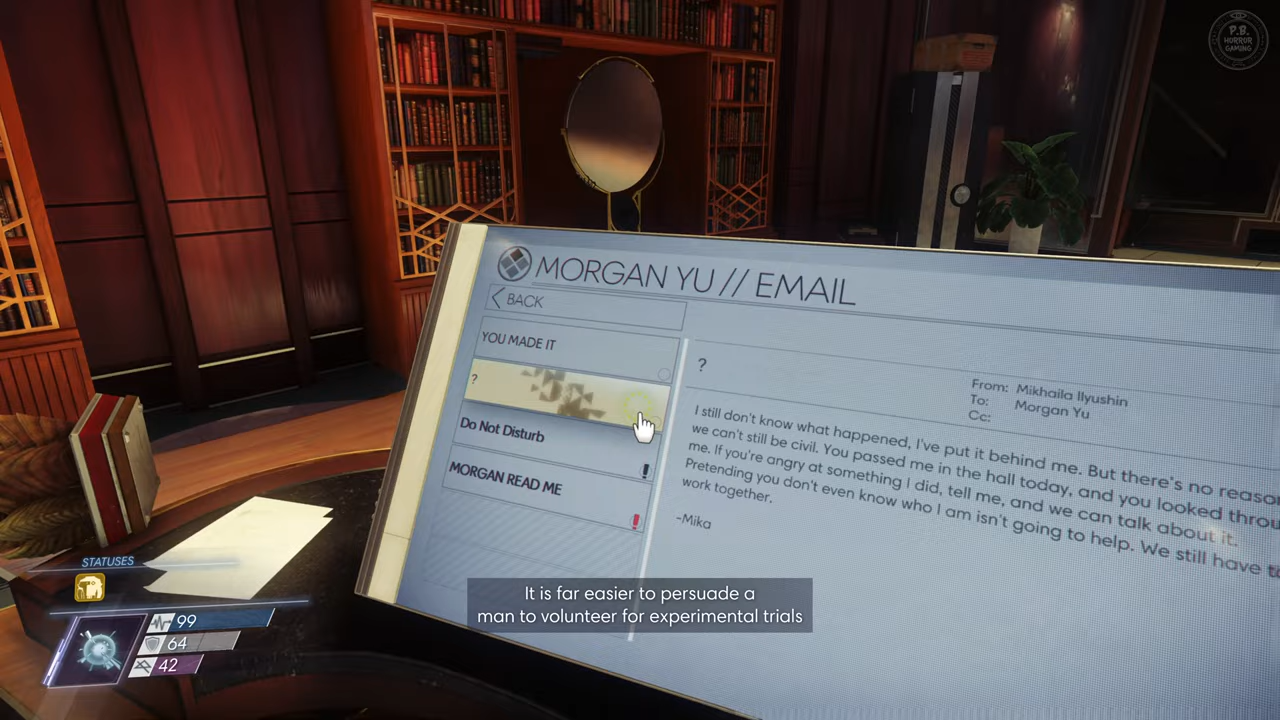 P.B.
HORROR
GAMING
MORGAN YU // EMAIL
BACK
YOU MADE IT
?
Do Not Disturb
MORGAN READ ME
?
From: Mikhaila Ilyushin
To: Morgan Yu
Cc:
I still don't know what happened, I've put it behind me. But there's no reason
we can't still be civil. You passed me in the hall today, and you looked throu
me. If you're angry at something I did, tell me, and we can talk about it.
Pretending you don't even know who I am isn't going to help. We still have to
work together.
-Mika
STATUSES
99
64
42
It is far easier to persuade a
man to volunteer for experimental trials